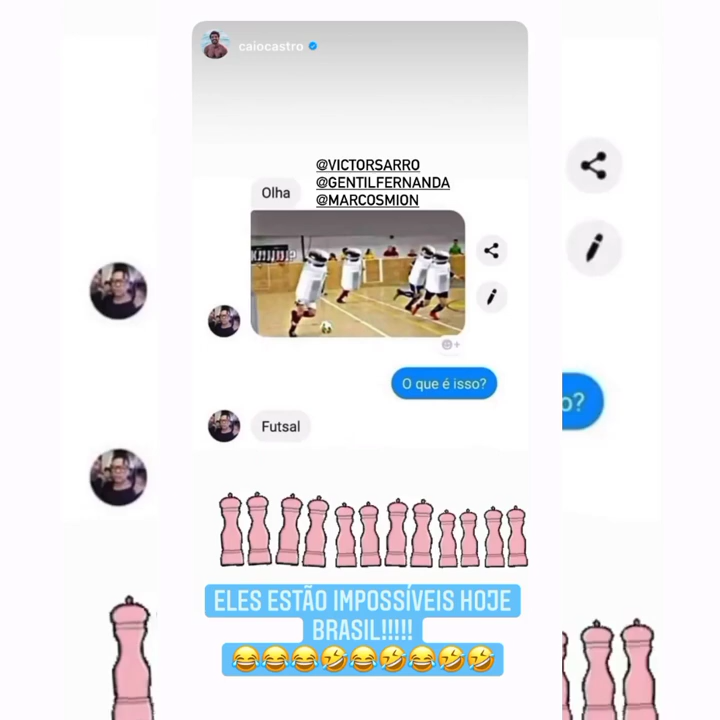 caiocastro
@VICTORSARRO
@GENTILFERNANDA
@MARCOSMION
Olha
O que é isso?
o?
Futsal
ELES ESTÃO IMPOSSÍVEIS HOJE
BRASIL!!!!!
😂😂😂🤣😂🤣😂🤣🤣